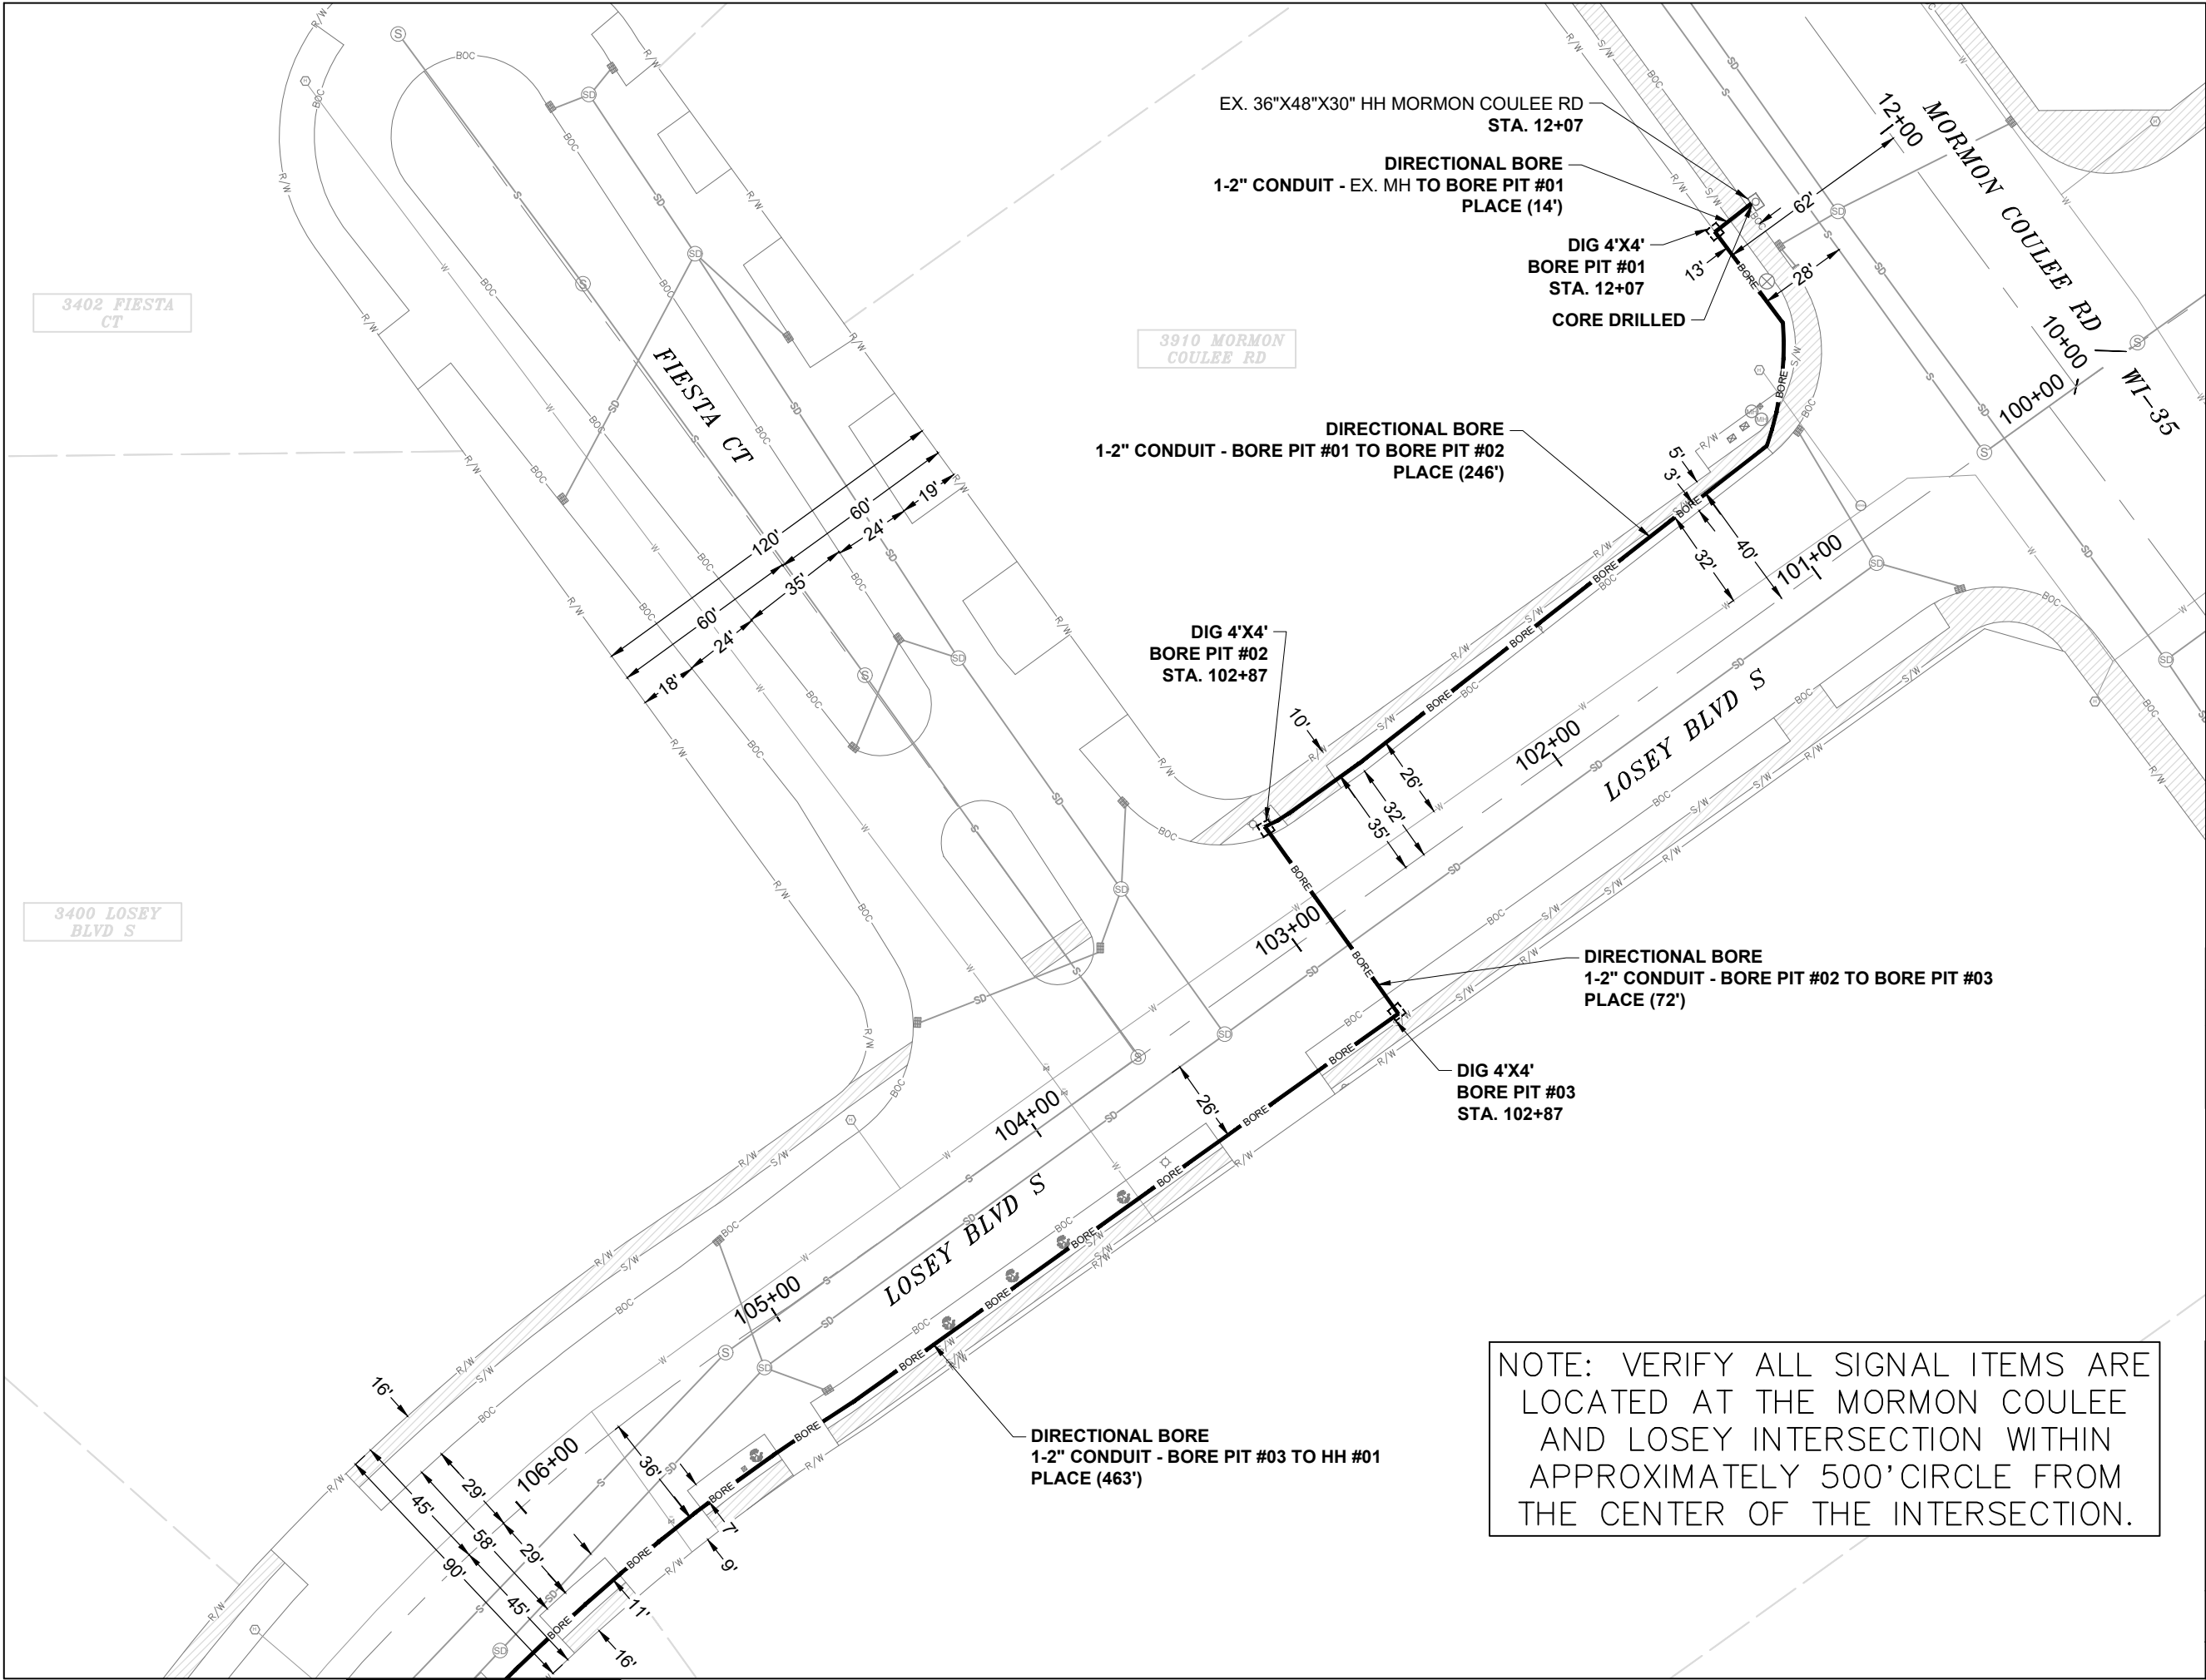 EX. 36"X48"X30" HH MORMON COULEE RD
STA. 12+07
DIRECTIONAL BORE
1-2" CONDUIT - EX. MH TO BORE PIT #01
PLACE (14')
DIG 4'X4'
BORE PIT #01
STA. 12+07
CORE DRILLED
12+00
MORMON COULEE RD
WI-35
10+00
100+00
62'
13'
28'
3402 FIESTA
CT
3910 MORMON
COULEE RD
FIESTA CT
DIRECTIONAL BORE
1-2" CONDUIT - BORE PIT #01 TO BORE PIT #02
PLACE (246')
5'
3'
32'
40'
101+00
120'
60'
19'
24'
35'
60'
24'
18'
DIG 4'X4'
BORE PIT #02
STA. 102+87
10'
26'
32'
35'
102+00
LOSEY BLVD S
3400 LOSEY
BLVD S
103+00
DIRECTIONAL BORE
1-2" CONDUIT - BORE PIT #02 TO BORE PIT #03
PLACE (72')
DIG 4'X4'
BORE PIT #03
STA. 102+87
26'
104+00
LOSEY BLVD S
105+00
DIRECTIONAL BORE
1-2" CONDUIT - BORE PIT #03 TO HH #01
PLACE (463')
16'
106+00
36'
29'
45'
58'
90'
29'
45'
7'
9'
11'
16'
NOTE: VERIFY ALL SIGNAL ITEMS ARE
LOCATED AT THE MORMON COULEE
AND LOSEY INTERSECTION WITHIN
APPROXIMATELY 500' CIRCLE FROM
THE CENTER OF THE INTERSECTION.
R/W
BOC
S/W
BORE
SD
S
W